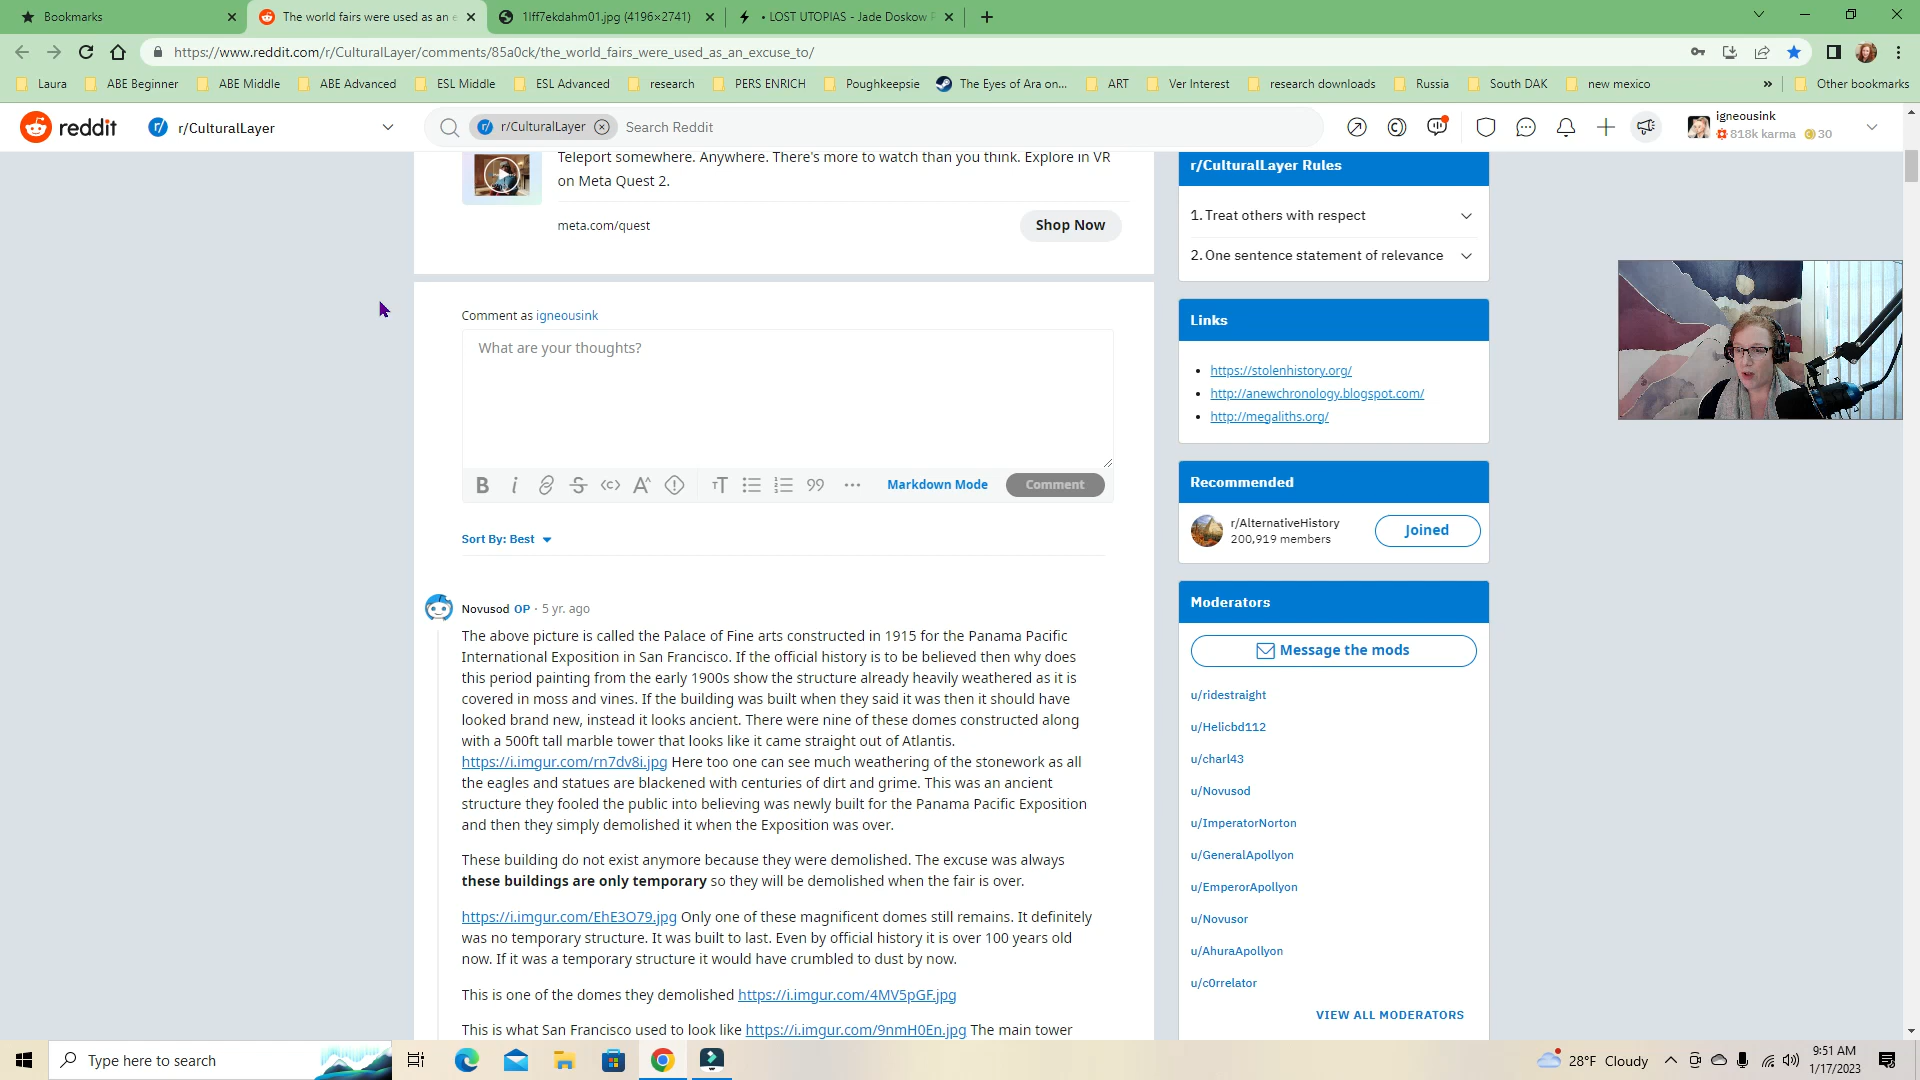 Bookmarks
The world fairs were used as an e
1lff7ekdahm01.jpg (4196×2741)
• LOST UTOPIAS - Jade Doskow P
https://www.reddit.com/r/CulturalLayer/comments/85a0ck/the_world_fairs_were_used_as_an_excuse_to/
Laura
ABE Beginner
ABE Middle
ABE Advanced
ESL Middle
ESL Advanced
research
PERS ENRICH
Poughkeepsie
The Eyes of Ara on...
ART
Ver Interest
research downloads
Russia
South DAK
new mexico
»
Other bookmarks
reddit
r/CulturalLayer
r/CulturalLayer
Search Reddit
igneousink
818k karma 30
Teleport somewhere. Anywhere. There's more to watch than you think. Explore in VR
on Meta Quest 2.
meta.com/quest
Shop Now
Comment as igneousink
What are your thoughts?
Markdown Mode
Comment
Sort By: Best
Novusod OP · 5 yr. ago
The above picture is called the Palace of Fine arts constructed in 1915 for the Panama Pacific
International Exposition in San Francisco. If the official history is to be believed then why does
this period painting from the early 1900s show the structure already heavily weathered as it is
covered in moss and vines. If the building was built when they said it was then it should have
looked brand new, instead it looks ancient. There were nine of these domes constructed along
with a 500ft tall marble tower that looks like it came straight out of Atlantis.
https://i.imgur.com/rn7dv8i.jpg Here too one can see much weathering of the stonework as all
the eagles and statues are blackened with centuries of dirt and grime. This was an ancient
structure they fooled the public into believing was newly built for the Panama Pacific Exposition
and then they simply demolished it when the Exposition was over.
These building do not exist anymore because they were demolished. The excuse was always
these buildings are only temporary so they will be demolished when the fair is over.
https://i.imgur.com/EhE3O79.jpg Only one of these magnificent domes still remains. It definitely
was no temporary structure. It was built to last. Even by official history it is over 100 years old
now. If it was a temporary structure it would have crumbled to dust by now.
This is one of the domes they demolished https://i.imgur.com/4MV5pGF.jpg
This is what San Francisco used to look like https://i.imgur.com/9nmH0En.jpg The main tower
r/CulturalLayer Rules
1. Treat others with respect
2. One sentence statement of relevance
Links
• https://stolenhistory.org/
• http://anewchronology.blogspot.com/
• http://megaliths.org/
Recommended
r/AlternativeHistory
200,919 members
Joined
Moderators
Message the mods
u/ridestraight
u/Helicbd112
u/charl43
u/Novusod
u/ImperatorNorton
u/GeneralApollyon
u/EmperorApollyon
u/Novusor
u/AhuraApollyon
u/c0rrelator
VIEW ALL MODERATORS
Type here to search
28°F Cloudy
9:51 AM
1/17/2023